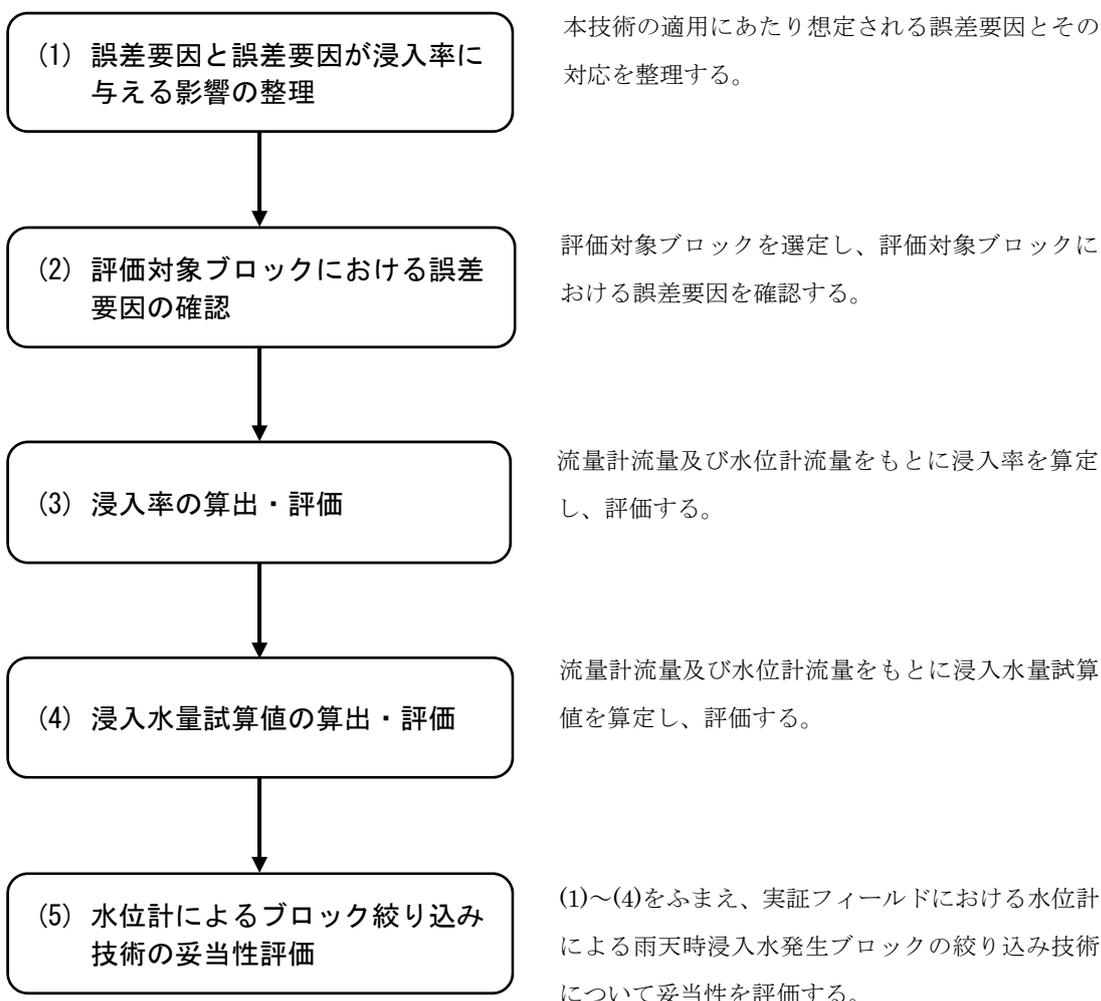 (1) 誤差要因と誤差要因が浸入率に
与える影響の整理
本技術の適用にあたり想定される誤差要因とその
対応を整理する。
(2) 評価対象ブロックにおける誤差
要因の確認
評価対象ブロックを選定し、評価対象ブロックに
おける誤差要因を確認する。
(3) 浸入率の算出・評価
流量計流量及び水位計流量をもとに浸入率を算定
し、評価する。
(4) 浸入水量試算値の算出・評価
流量計流量及び水位計流量をもとに浸入水量試算
値を算定し、評価する。
(5) 水位計によるブロック絞り込み
技術の妥当性評価
(1)～(4)をふまえ、実証フィールドにおける水位計
による雨天時浸入水発生ブロックの絞り込み技術
について妥当性を評価する。